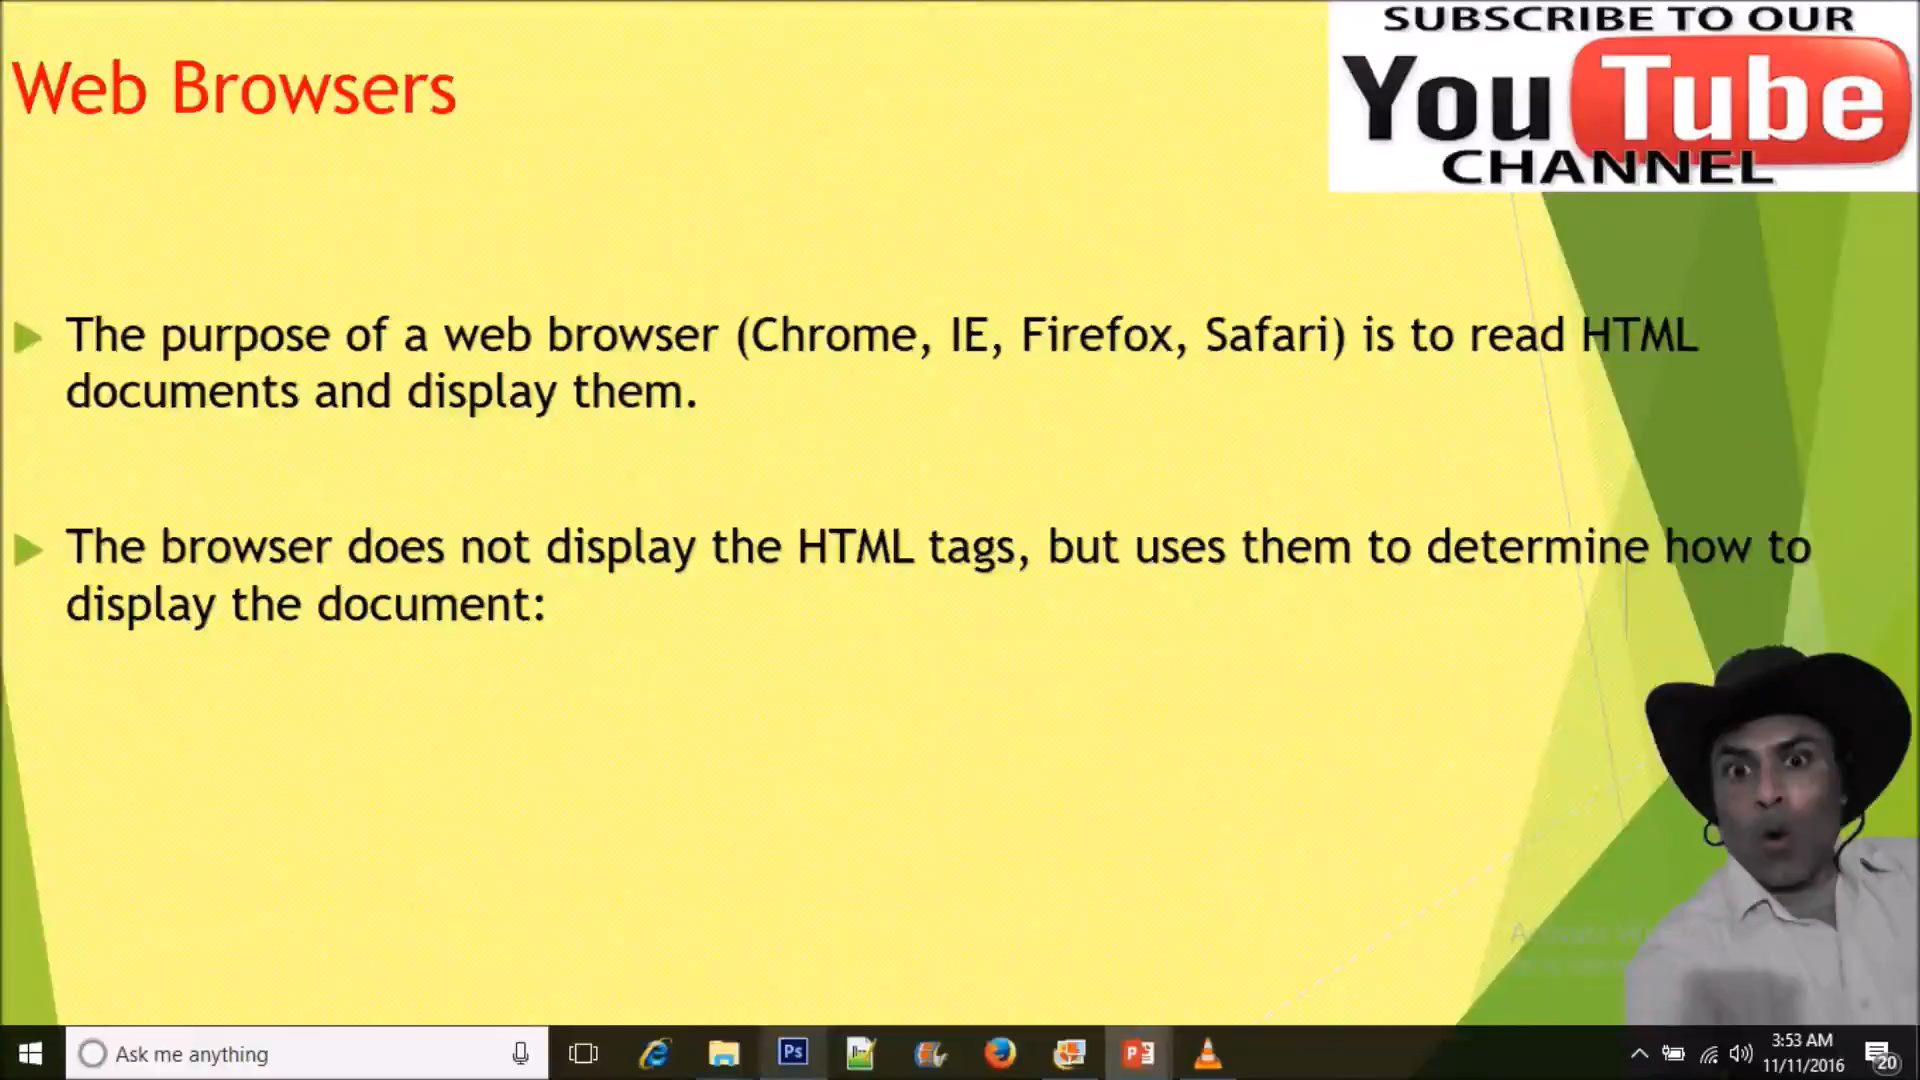 SUBSCRIBE TO OUR
YouTube
CHANNEL
Web Browsers
The purpose of a web browser (Chrome, IE, Firefox, Safari) is to read HTML
documents and display them.
The browser does not display the HTML tags, but uses them to determine how to
display the document:
Ask me anything
Ps
3:53 AM
11/11/2016
20